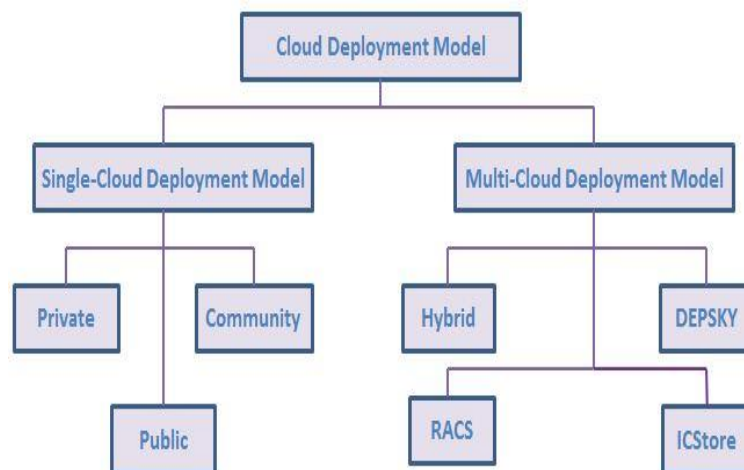 Cloud Deployment Model
Single-Cloud Deployment Model
Multi-Cloud Deployment Model
Private
Community
Hybrid
DEPSKY
Public
RACS
ICStore